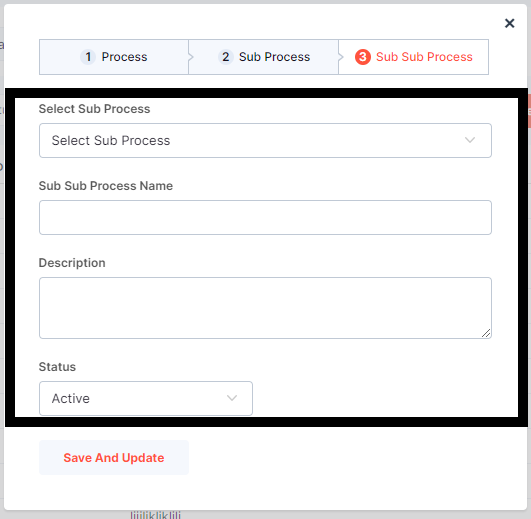 1 Process 2 Sub Process 3 Sub Sub Process
Select Sub Process
Select Sub Process
Sub Sub Process Name
Description
Status
Active
Save And Update